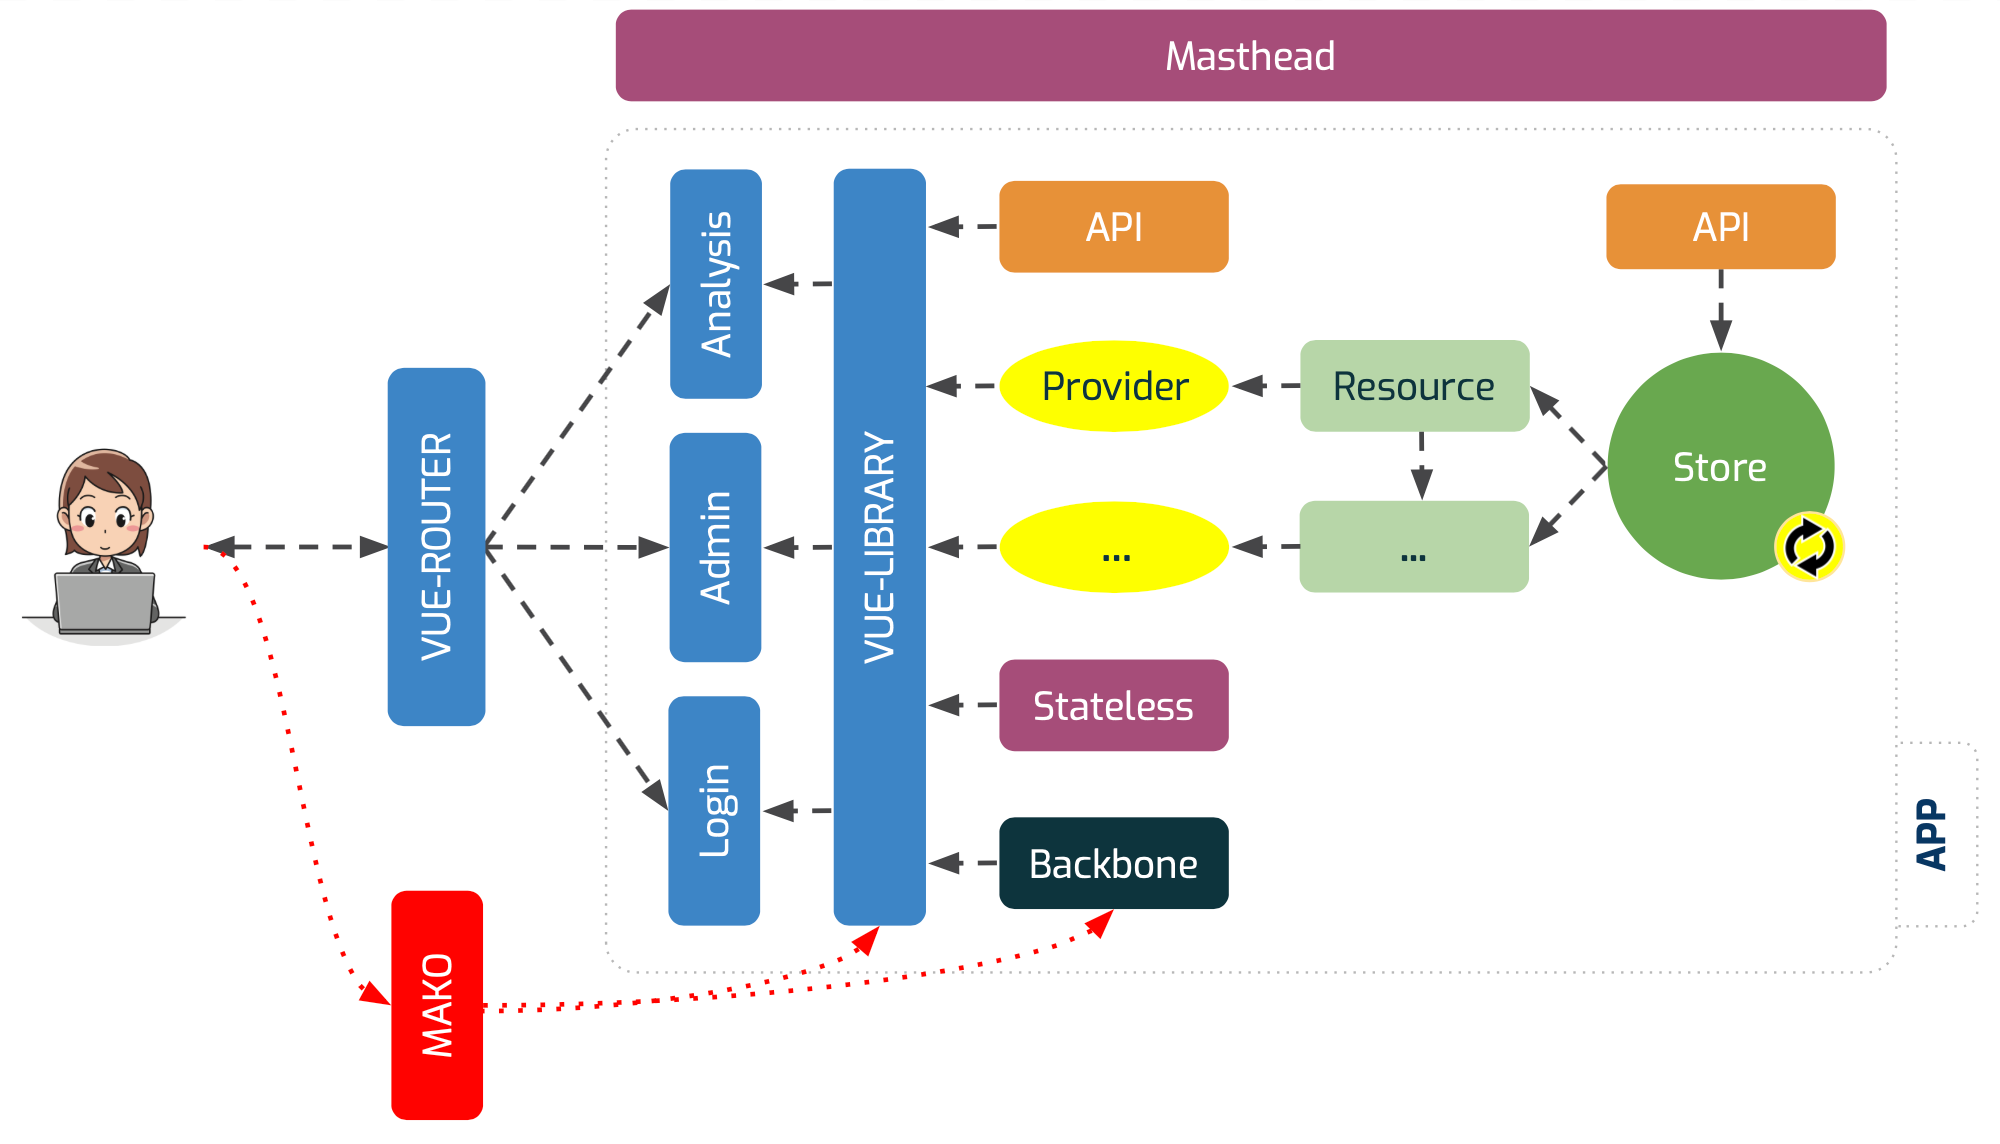 Masthead
Analysis
API
API
VUE-ROUTER
VUE-LIBRARY
Provider
Resource
Store
Admin
...
...
Stateless
Login
Backbone
APP
MAKO